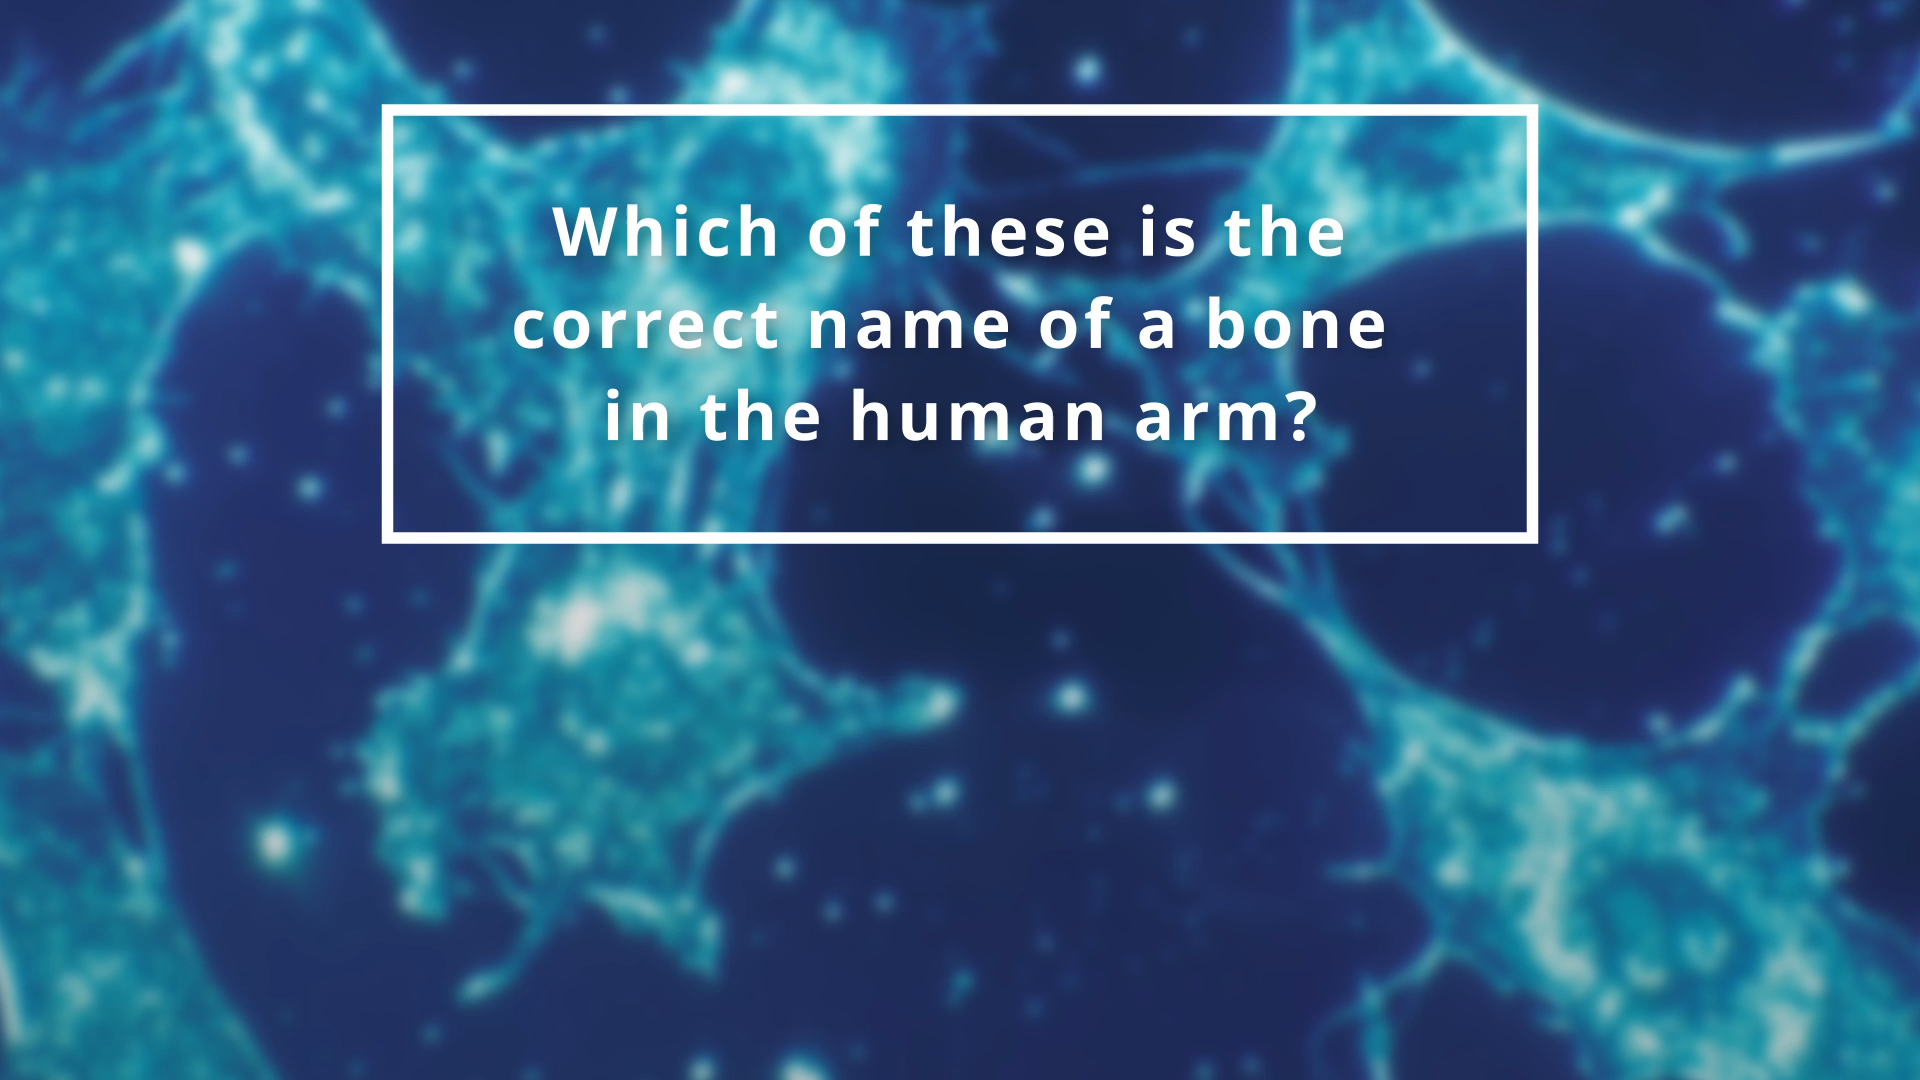 Which of these is the
correct name of a bone
in the human arm?